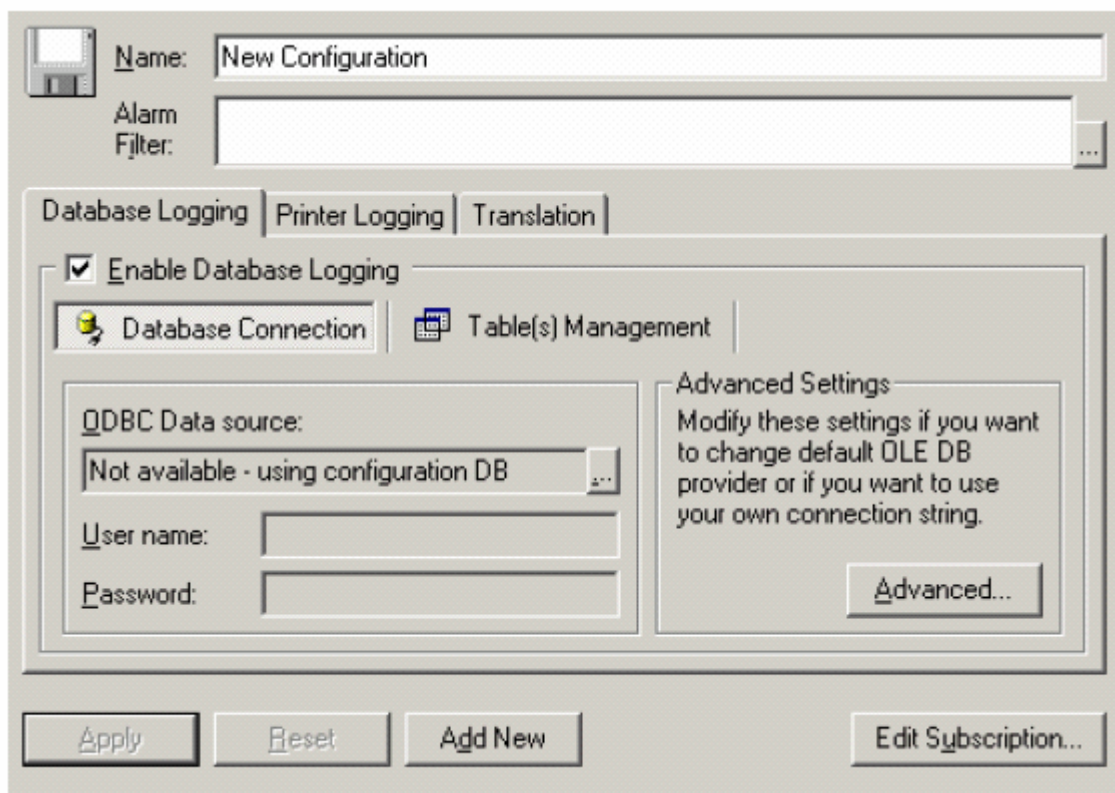 Name: New Configuration
Alarm
Filter:
...
Database Logging Printer Logging Translation
Enable Database Logging
Database Connection Table(s) Management
ODBC Data source:
Not available - using configuration DB ...
User name:
Password:
Advanced Settings
Modify these settings if you want
to change default OLE DB
provider or if you want to use
your own connection string.
Advanced...
Apply Reset Add New Edit Subscription...